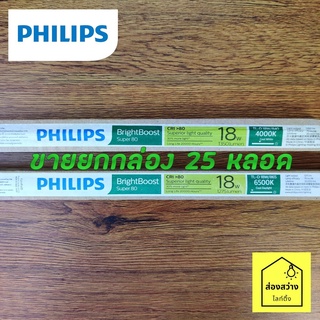 PHILIPS
PHILIPS
BrightBoost
Super 80
CRI >80
Superior light quality
18w
4000K
ขายยกกล่อง 25 หลอด
PHILIPS
BrightBoost
Super 80
CRI >80
Superior light quality
18w
6500K
ส่องสว่าง
ไลท์ติ้ง